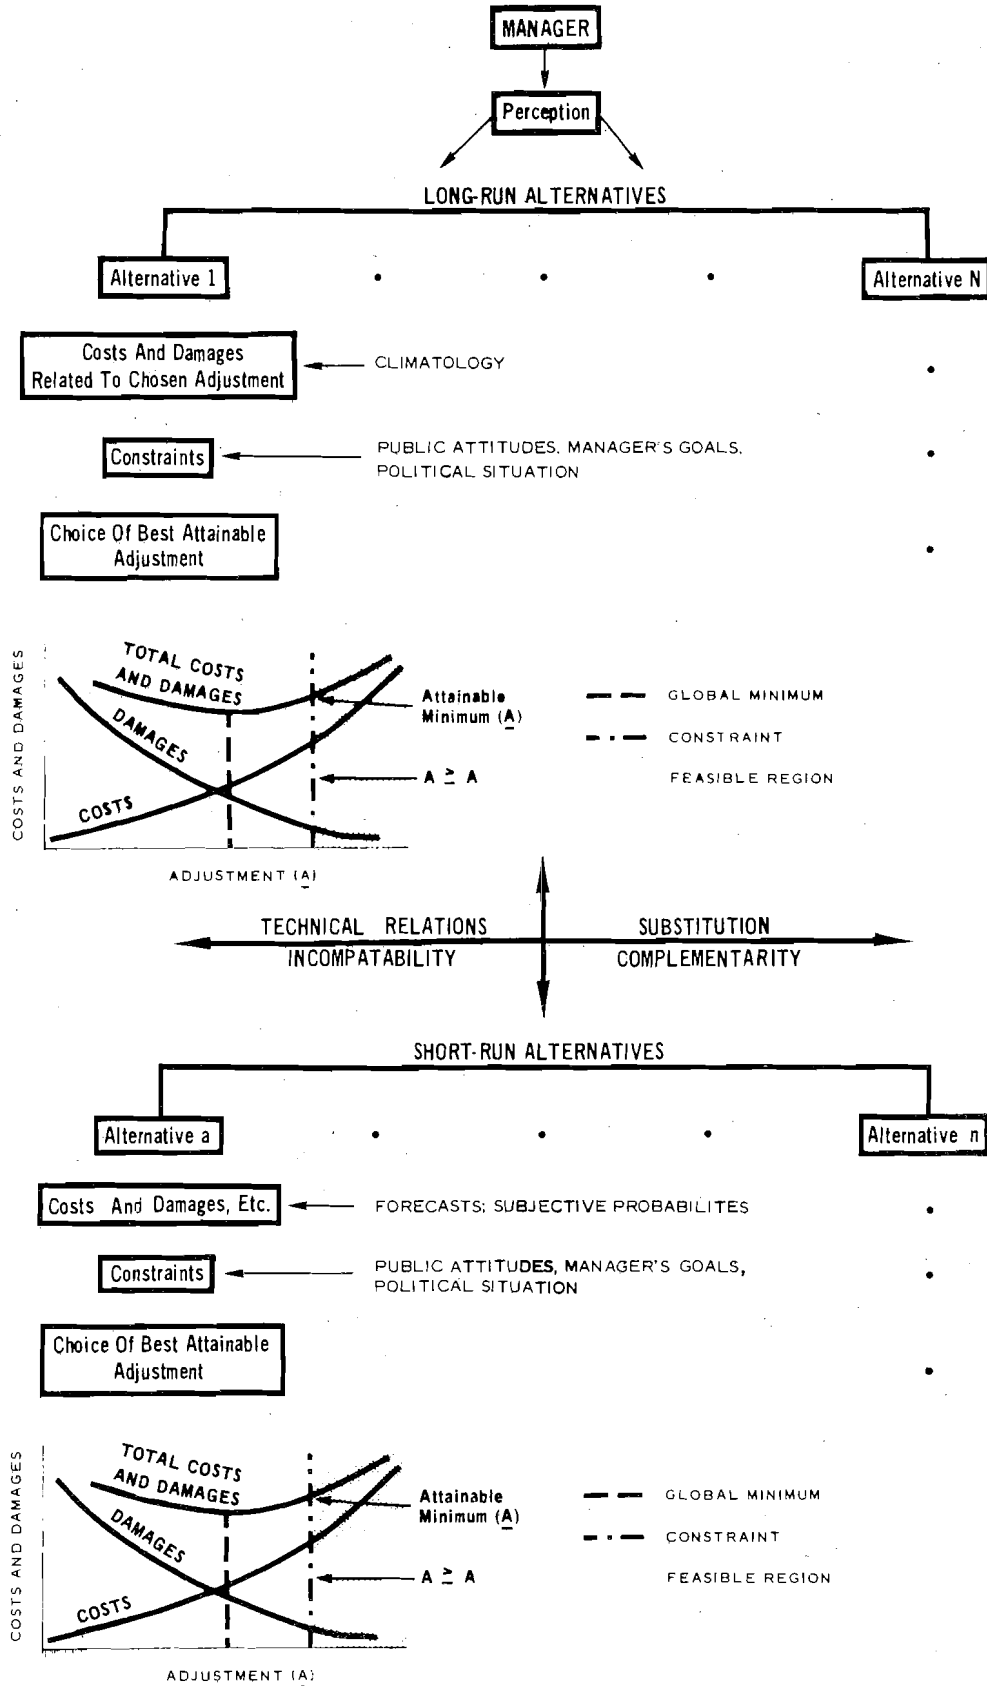 MANAGER
Perception
LONG-RUN ALTERNATIVES
Alternative 1
Alternative N
Costs And Damages
Related To Chosen Adjustment
CLIMATOLOGY
Constraints
PUBLIC ATTITUDES, MANAGER'S GOALS,
POLITICAL SITUATION
Choice Of Best Attainable
Adjustment
COSTS AND DAMAGES
TOTAL COSTS
AND DAMAGES
DAMAGES
COSTS
Attainable
Minimum (A)
A ≥ A
GLOBAL MINIMUM
CONSTRAINT
FEASIBLE REGION
ADJUSTMENT (A)
TECHNICAL RELATIONS
INCOMPATABILITY
SUBSTITUTION
COMPLEMENTARITY
SHORT-RUN ALTERNATIVES
Alternative a
Alternative n
Costs And Damages, Etc.
FORECASTS; SUBJECTIVE PROBABILITES
Constraints
PUBLIC ATTITUDES, MANAGER'S GOALS,
POLITICAL SITUATION
Choice Of Best Attainable
Adjustment
COSTS AND DAMAGES
TOTAL COSTS
AND DAMAGES
DAMAGES
COSTS
Attainable
Minimum (A)
A ≥ A
GLOBAL MINIMUM
CONSTRAINT
FEASIBLE REGION
ADJUSTMENT (A)